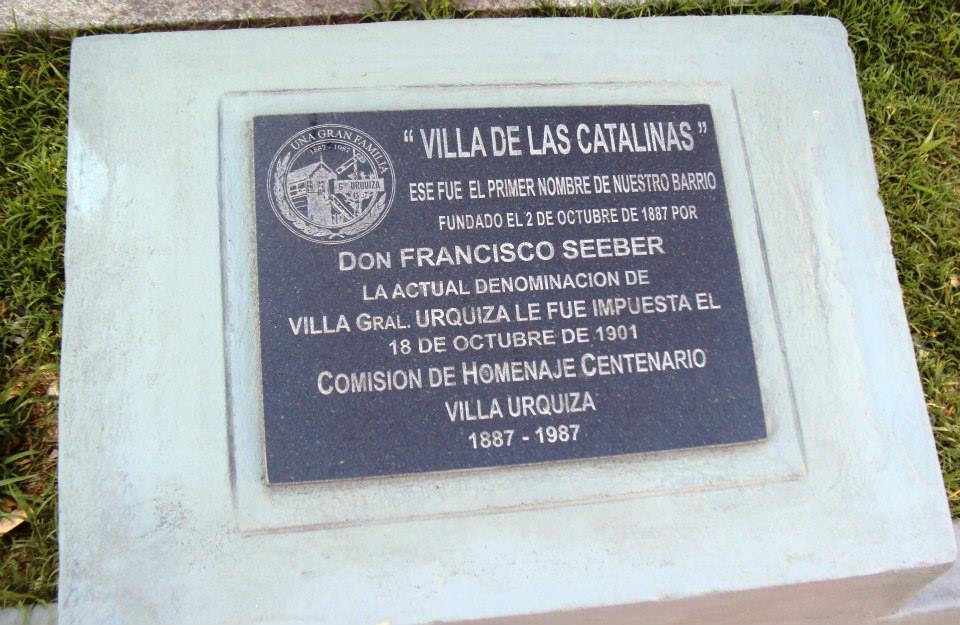 UNA GRAN FAMILIA
1887 - 1987
Gral URQUIZA
“ VILLA DE LAS CATALINAS ”
ESE FUE EL PRIMER NOMBRE DE NUESTRO BARRIO
FUNDADO EL 2 DE OCTUBRE DE 1887 POR
DON FRANCISCO SEEBER
LA ACTUAL DENOMINACION DE
VILLA GRAL. URQUIZA LE FUE IMPUESTA EL
18 DE OCTUBRE DE 1901
COMISION DE HOMENAJE CENTENARIO
VILLA URQUIZA
1887 - 1987